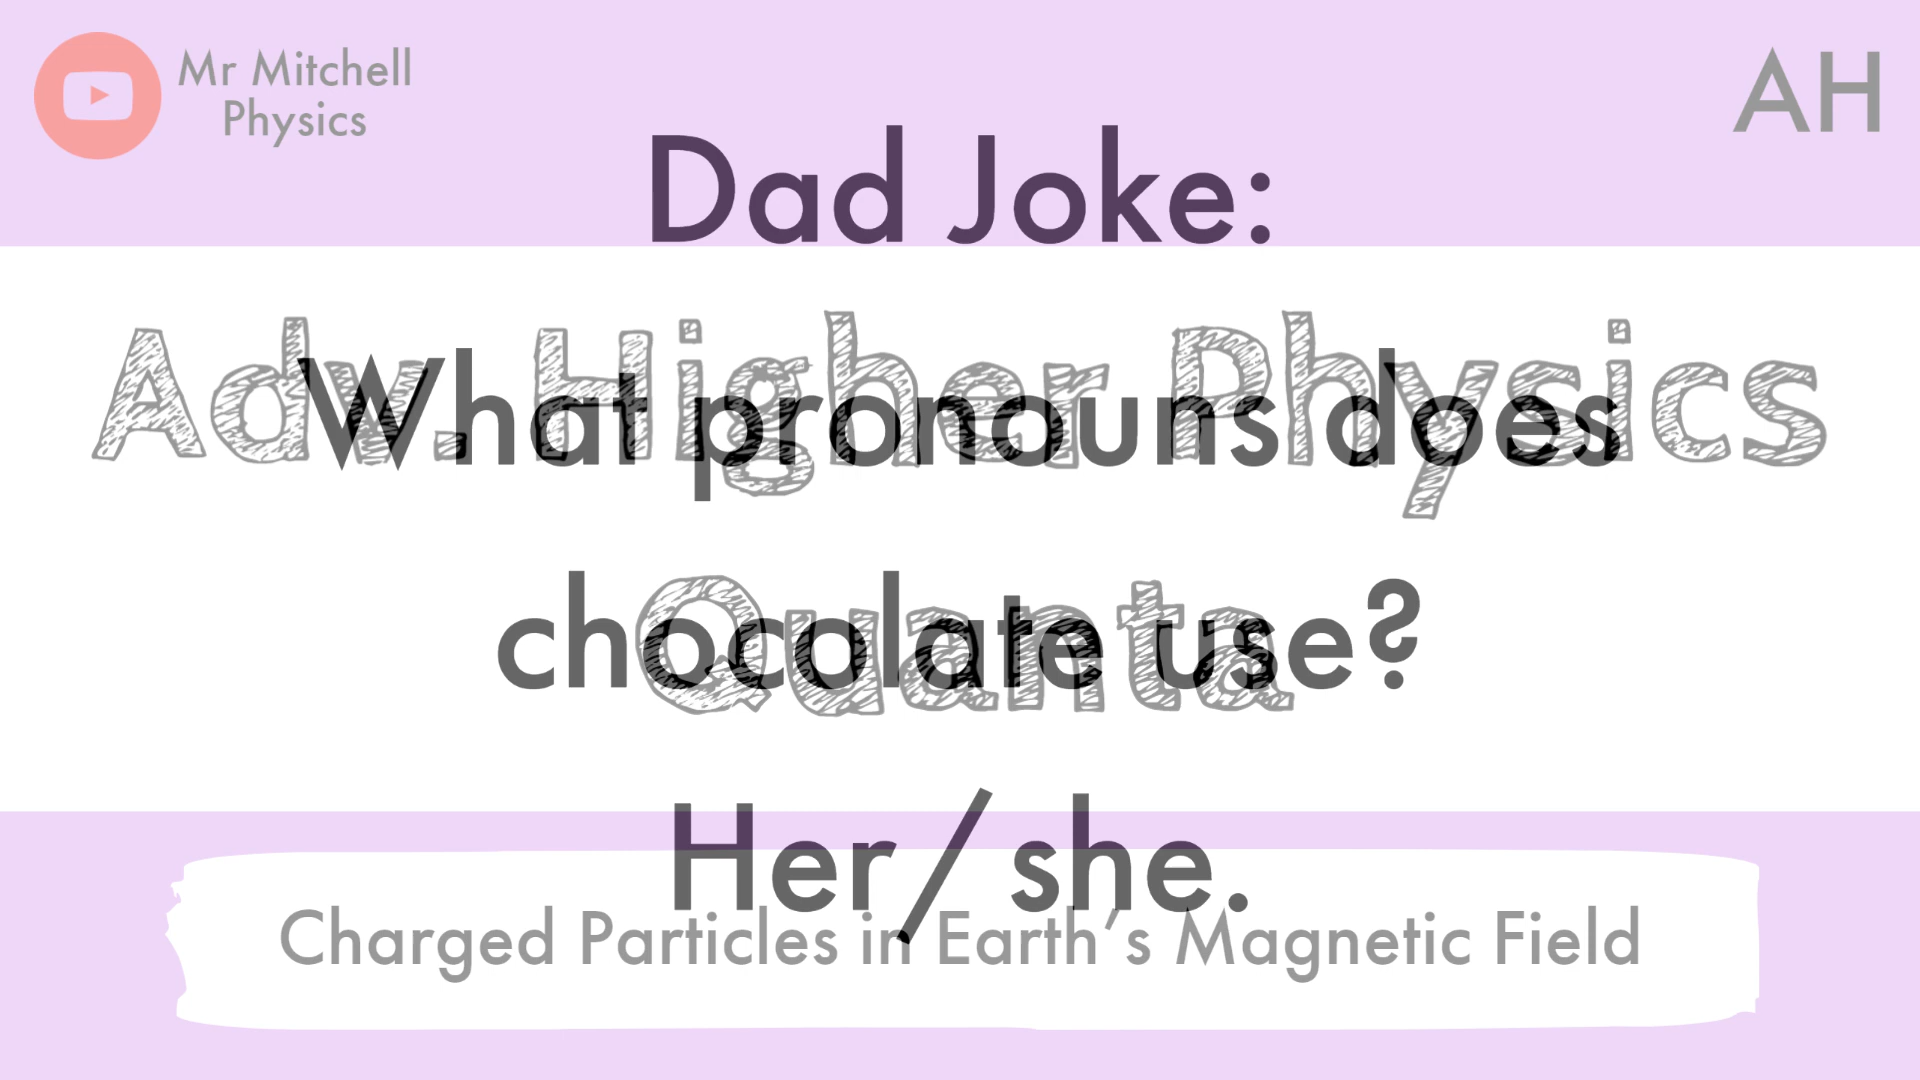 Mr Mitchell
Physics
AH
Dad Joke:
Adv. Higher Physics
What pronouns does
Quanta
chocolate use?
Her/she.
Charged Particles in Earth’s Magnetic Field